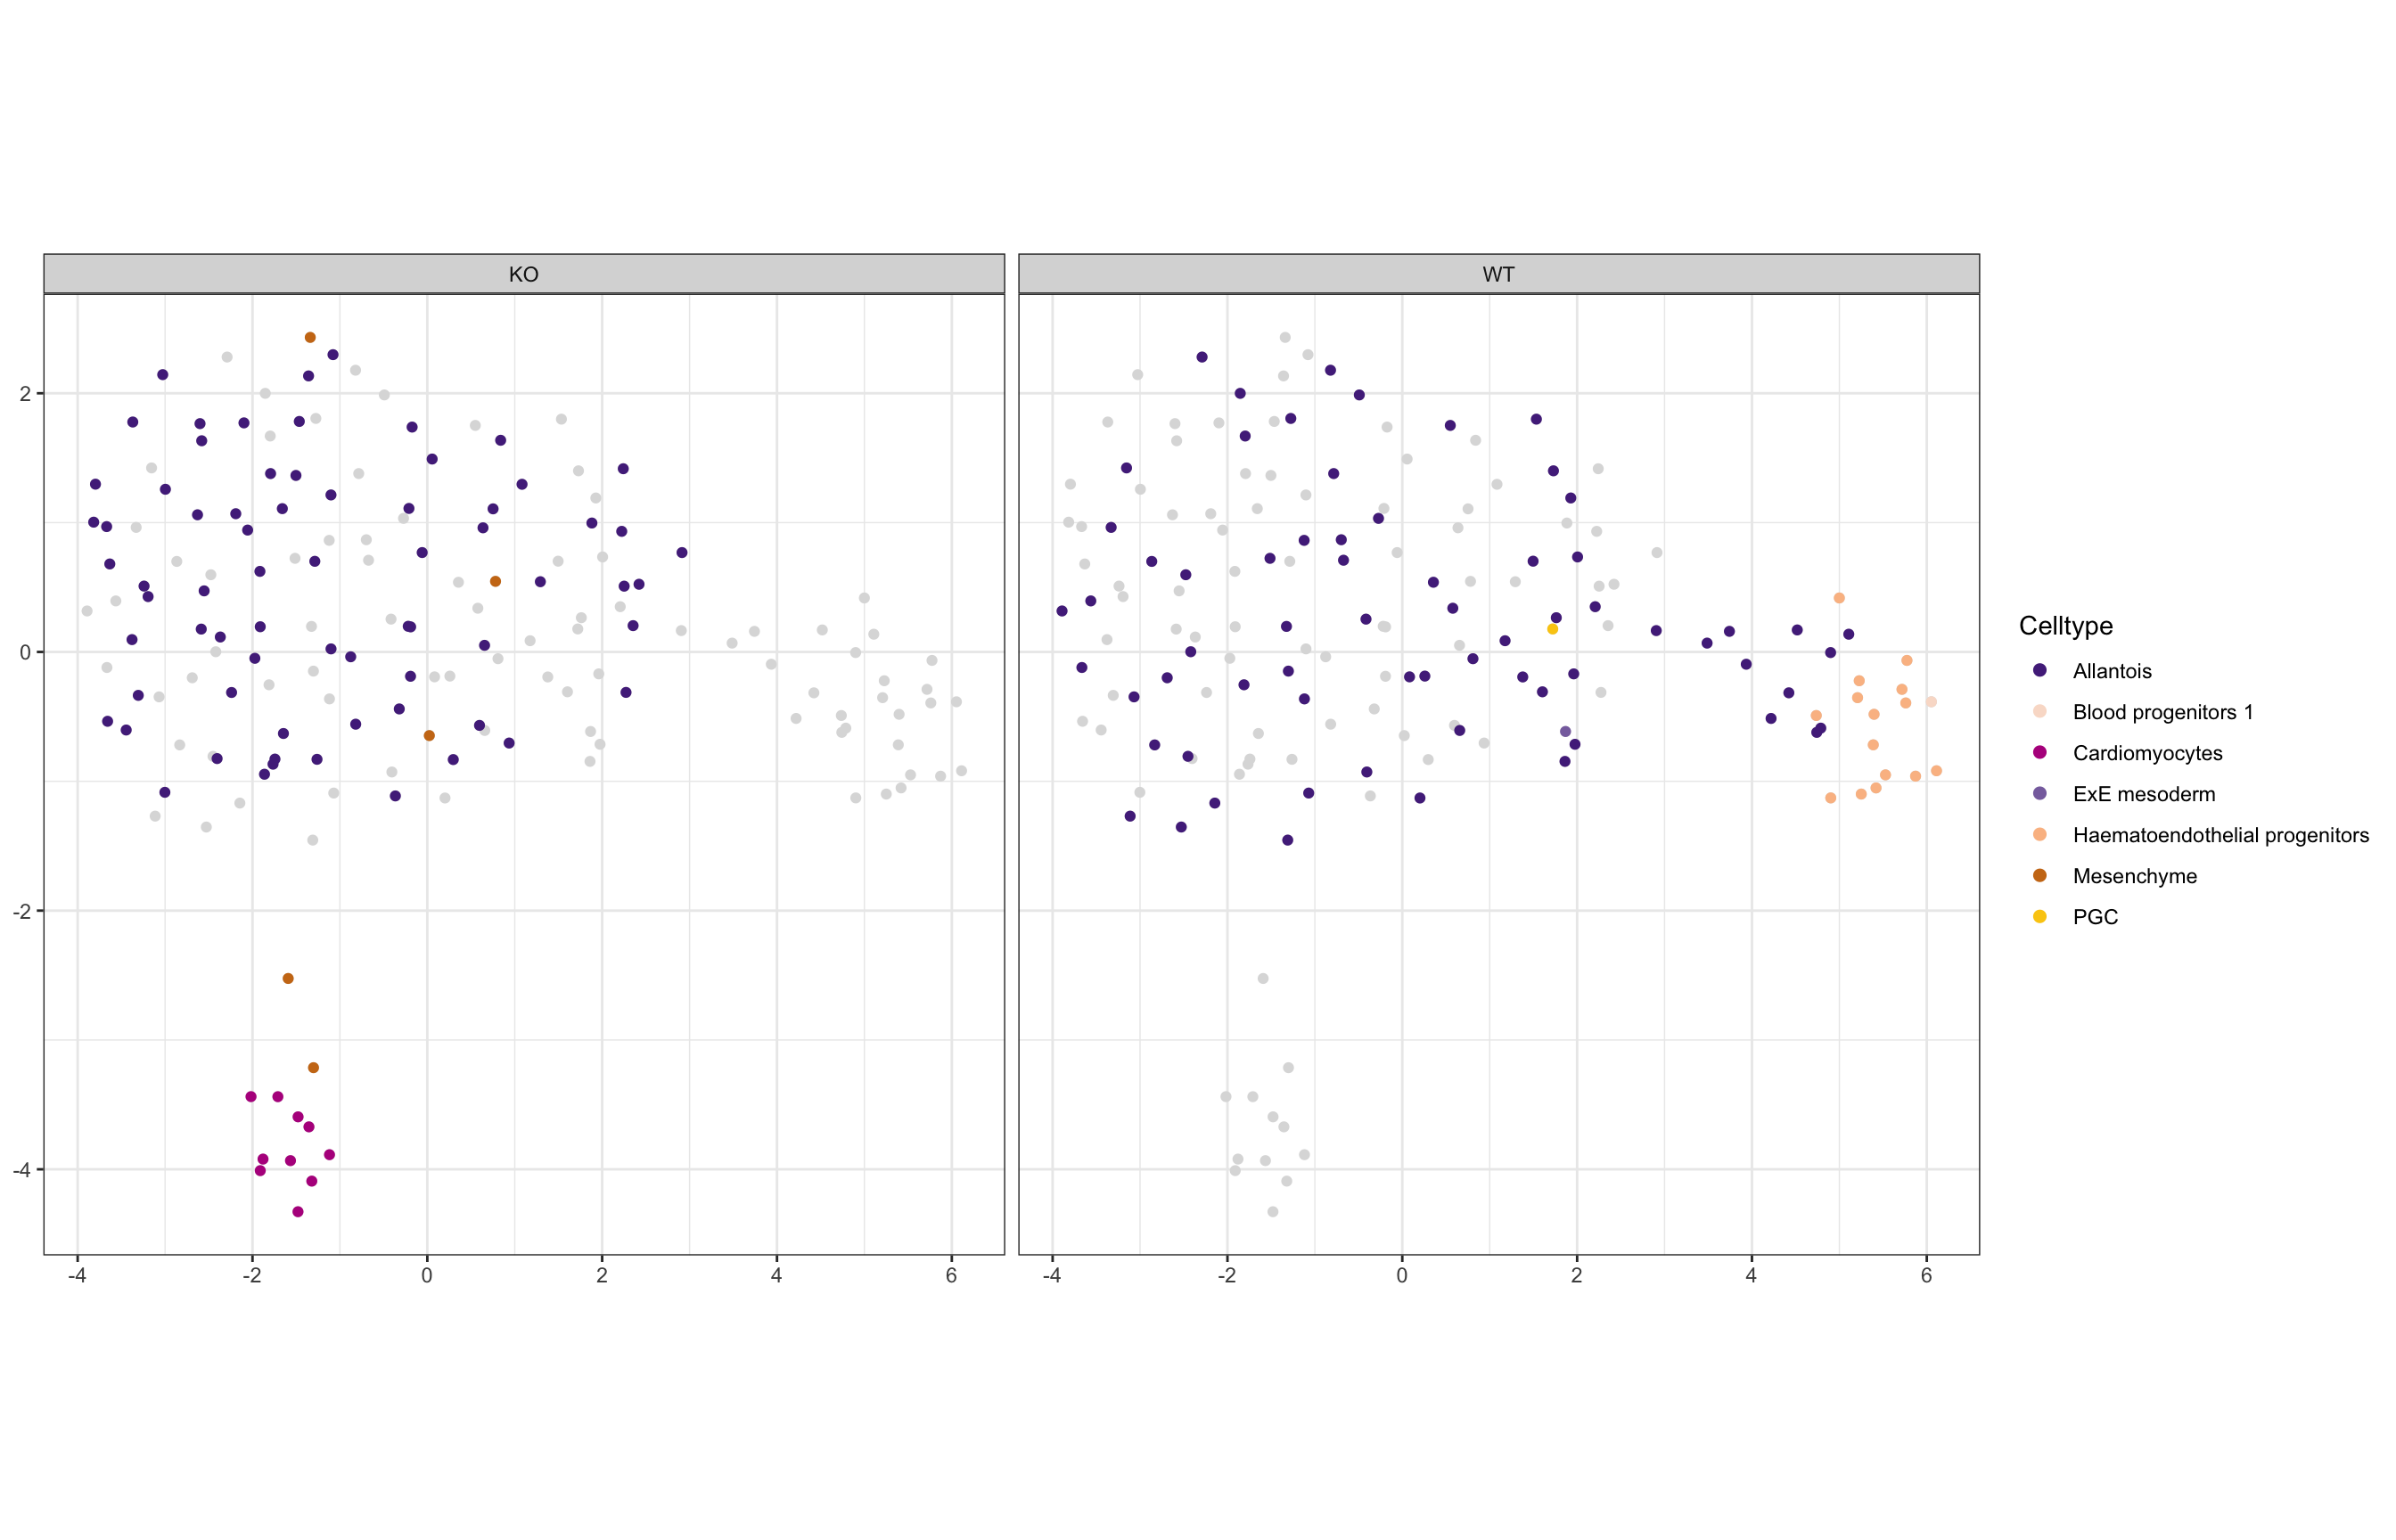 KO
WT
2
0
-2
-4
-4 -2 0 2 4 6
-4 -2 0 2 4 6
Celltype
Allantois
Blood progenitors 1
Cardiomyocytes
ExE mesoderm
Haematoendothelial progenitors
Mesenchyme
PGC